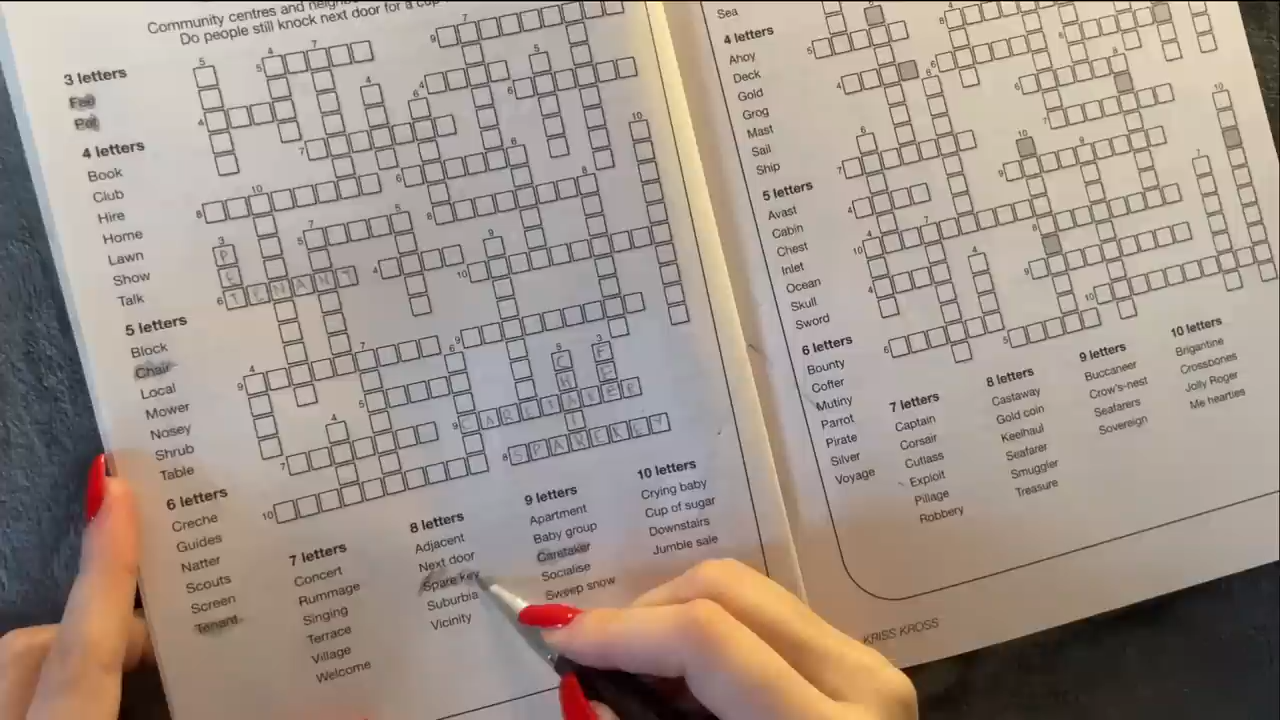 Community centres and
Do people still knock next door for a cup
3 letters
Fee
Pet
4 letters
Book
Club
Hire
Home
Lawn
Show
Talk
5 letters
Block
Chair
Local
Mower
Nosey
Shrub
Table
6 letters
Creche
Guides
Natter
Scouts
Screen
Tenant
7 letters
Concert
Rummage
Singing
Terrace
Village
Welcome
8 letters
Adjacent
Next door
Spare key
Suburbia
Vicinity
9 letters
Apartment
Baby group
Caretaker
Socialise
Sweep snow
10 letters
Crying baby
Cup of sugar
Downstairs
Jumble sale
TENANT
CARETAKER
SPAREKEY
Sea
4 letters
Ahoy
Deck
Gold
Grog
Mast
Sail
Ship
5 letters
Avast
Cabin
Chest
Inlet
Ocean
Skull
Sword
6 letters
Bounty
Coffer
Mutiny
Parrot
Pirate
Silver
Voyage
7 letters
Captain
Corsair
Cutlass
Exploit
Pillage
Robbery
8 letters
Castaway
Gold coin
Keelhaul
Seafarer
Smuggler
Treasure
9 letters
Buccaneer
Crow's-nest
Seafarers
Sovereign
10 letters
Brigantine
Crossbones
Jolly Roger
Me hearties
KRISS KROSS